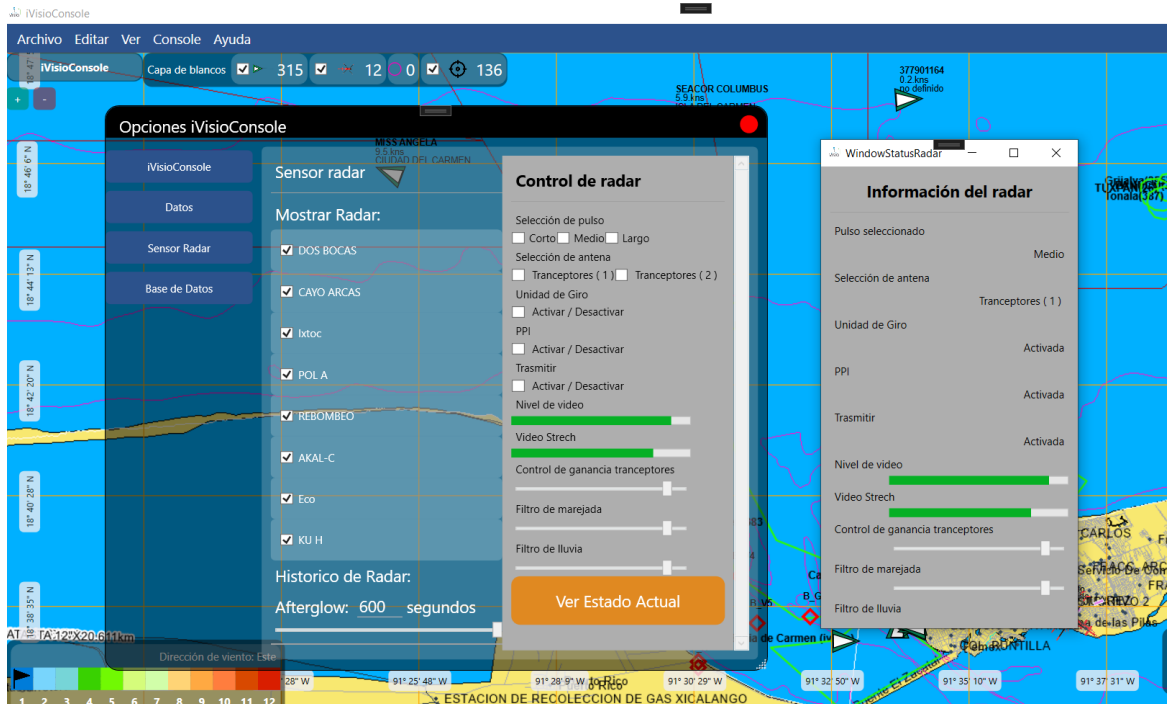 iVisioConsole
Archivo Editar Ver Console Ayuda
iVisioConsole
Capa de blancos 315 12 0 136
+ -
377901164
0.2 kns
no definido
SEACOR COLUMBUS
5.9 kns
Opciones iVisioConsole
MISS ANGELA
9.5 kns
CIUDAD DEL CARMEN
iVisioConsole
Datos
Sensor Radar
Base de Datos
Sensor radar
Mostrar Radar:
DOS BOCAS
CAYO ARCAS
Ixtoc
POL A
REBOMBEO
AKAL-C
Eco
KU H
Historico de Radar:
Afterglow: 600 segundos
Control de radar
Selección de pulso
Corto Medio Largo
Selección de antena
Tranceptores ( 1 ) Tranceptores ( 2 )
Unidad de Giro
Activar / Desactivar
PPI
Activar / Desactivar
Trasmitir
Activar / Desactivar
Nivel de video
Video Strech
Control de ganancia tranceptores
Filtro de marejada
Filtro de lluvia
Ver Estado Actual
WindowStatusRadar
Información del radar
Pulso seleccionado
Medio
Selección de antena
Tranceptores ( 1 )
Unidad de Giro
Activada
PPI
Activada
Trasmitir
Activada
Nivel de video
Video Strech
Control de ganancia tranceptores
Filtro de marejada
Filtro de lluvia
18° 46' 6" N
18° 44' 13" N
18° 42' 20" N
18° 40' 28" N
18° 38' 35" N
Dirección de viento: Este
1 2 3 4 5 6 7 8 9 10 11 12
28" W
91° 25' 48" W
91° 28' 9" W
91° 30' 29" W
91° 32' 50" W
91° 35' 10" W
91° 37' 31" W
ESTACION DE RECOLECCION DE GAS XICALANGO